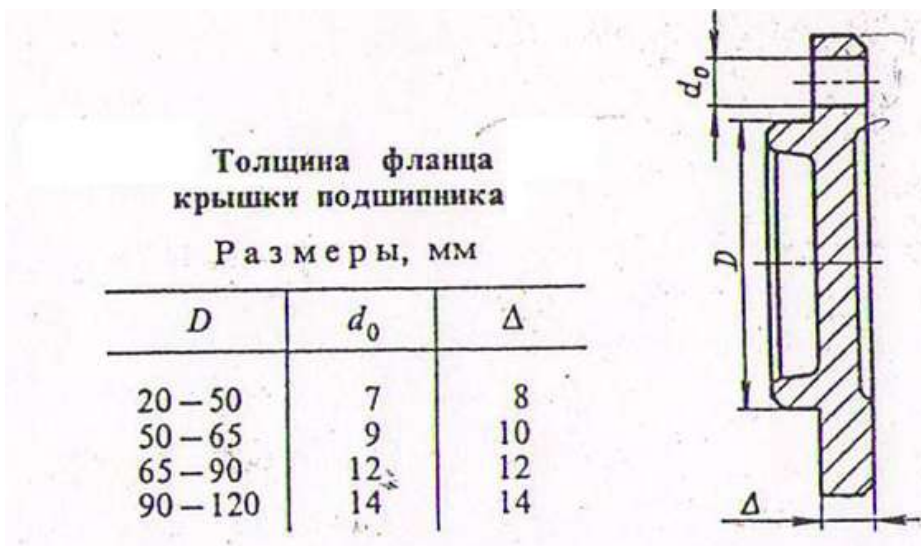 Толщина фланца
крышки подшипника
Размеры, мм
D d₀ Δ
20–50 7 8
50–65 9 10
65–90 12 12
90–120 14 14
d₀
D
Δ